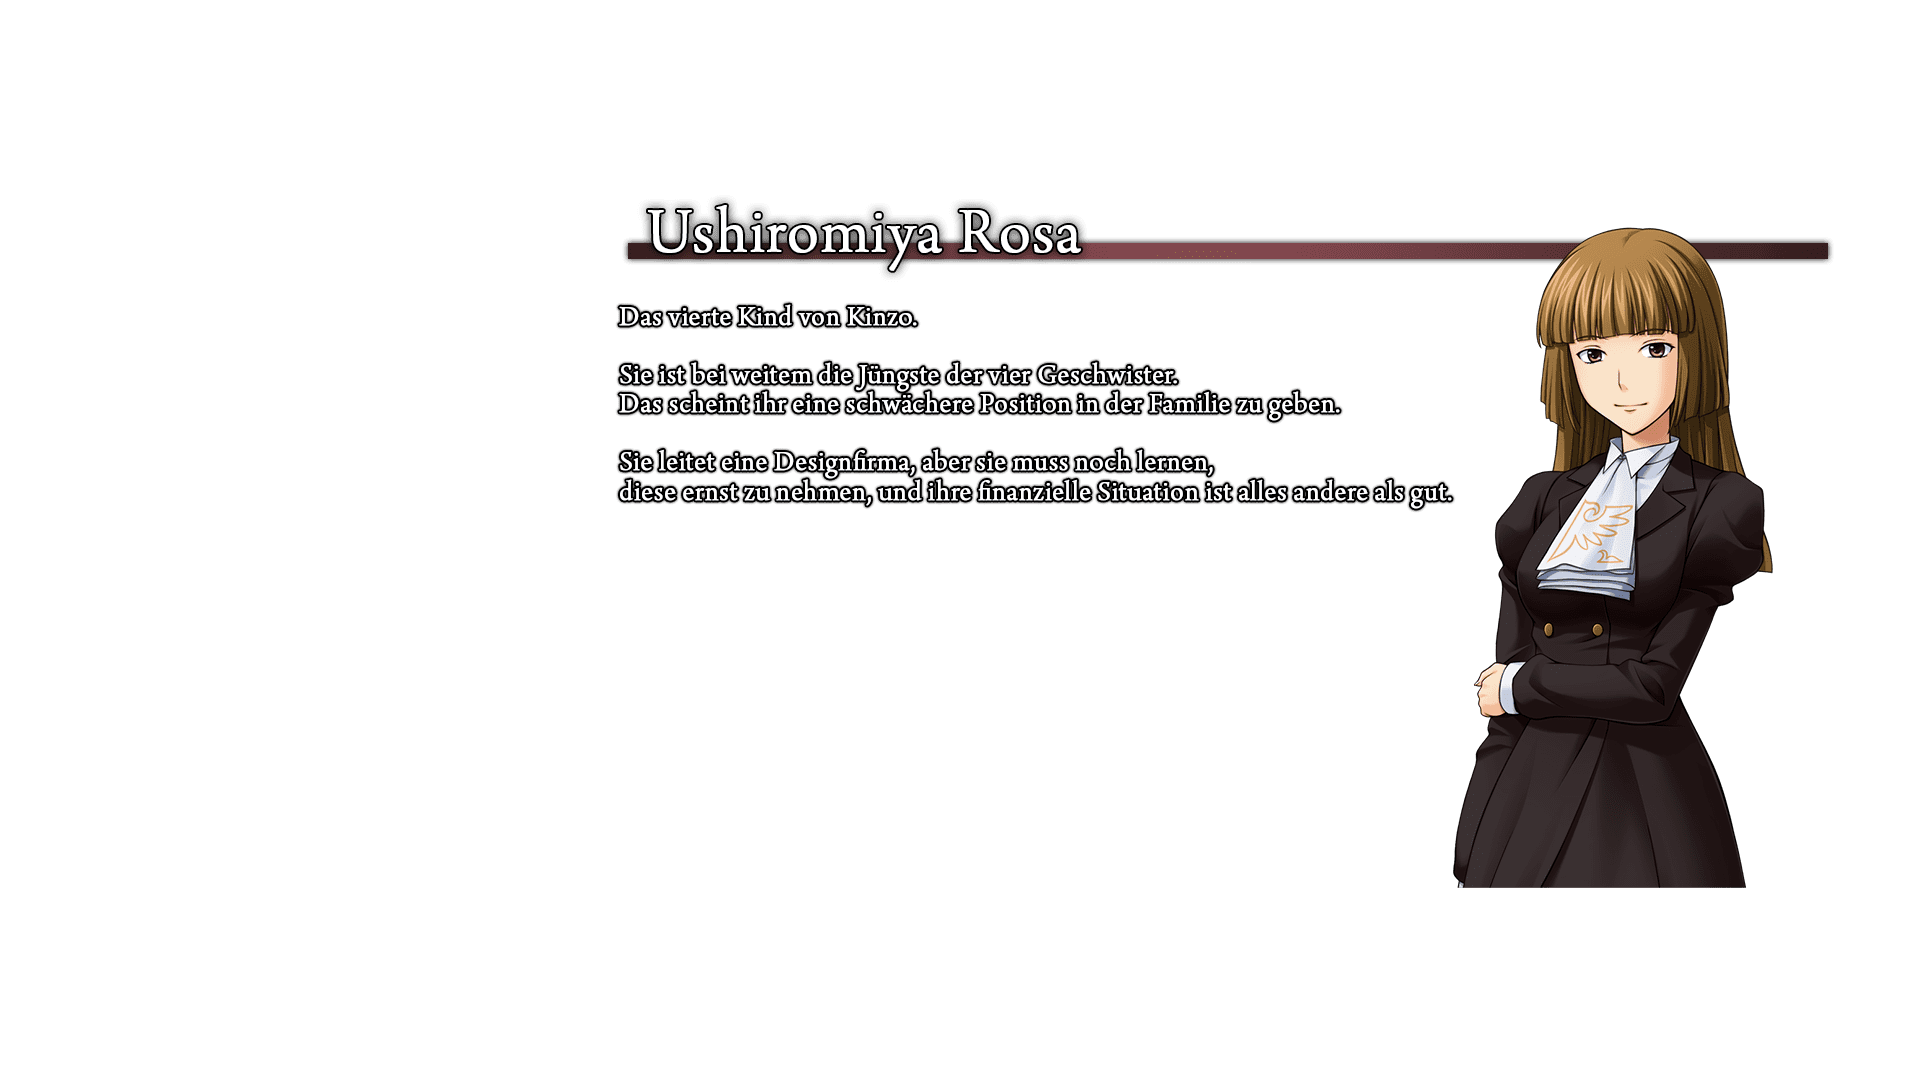 Ushiromiya Rosa
Das vierte Kind von Kinzo.
Sie ist bei weitem die Jüngste der vier Geschwister.
Das scheint ihr eine schwächere Position in der Familie zu geben.
Sie leitet eine Designfirma, aber sie muss noch lernen,
diese ernst zu nehmen, und ihre finanzielle Situation ist alles andere als gut.